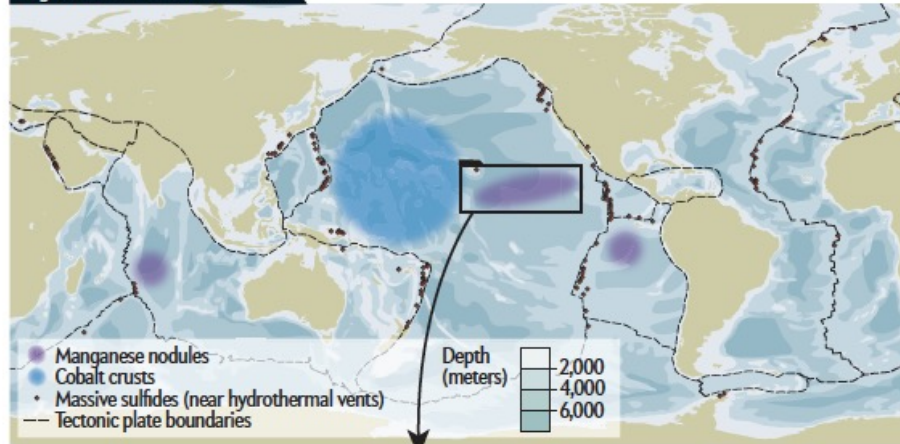 Manganese nodules
Cobalt crusts
Massive sulfides (near hydrothermal vents)
Tectonic plate boundaries
Depth
(meters)
2,000
4,000
6,000